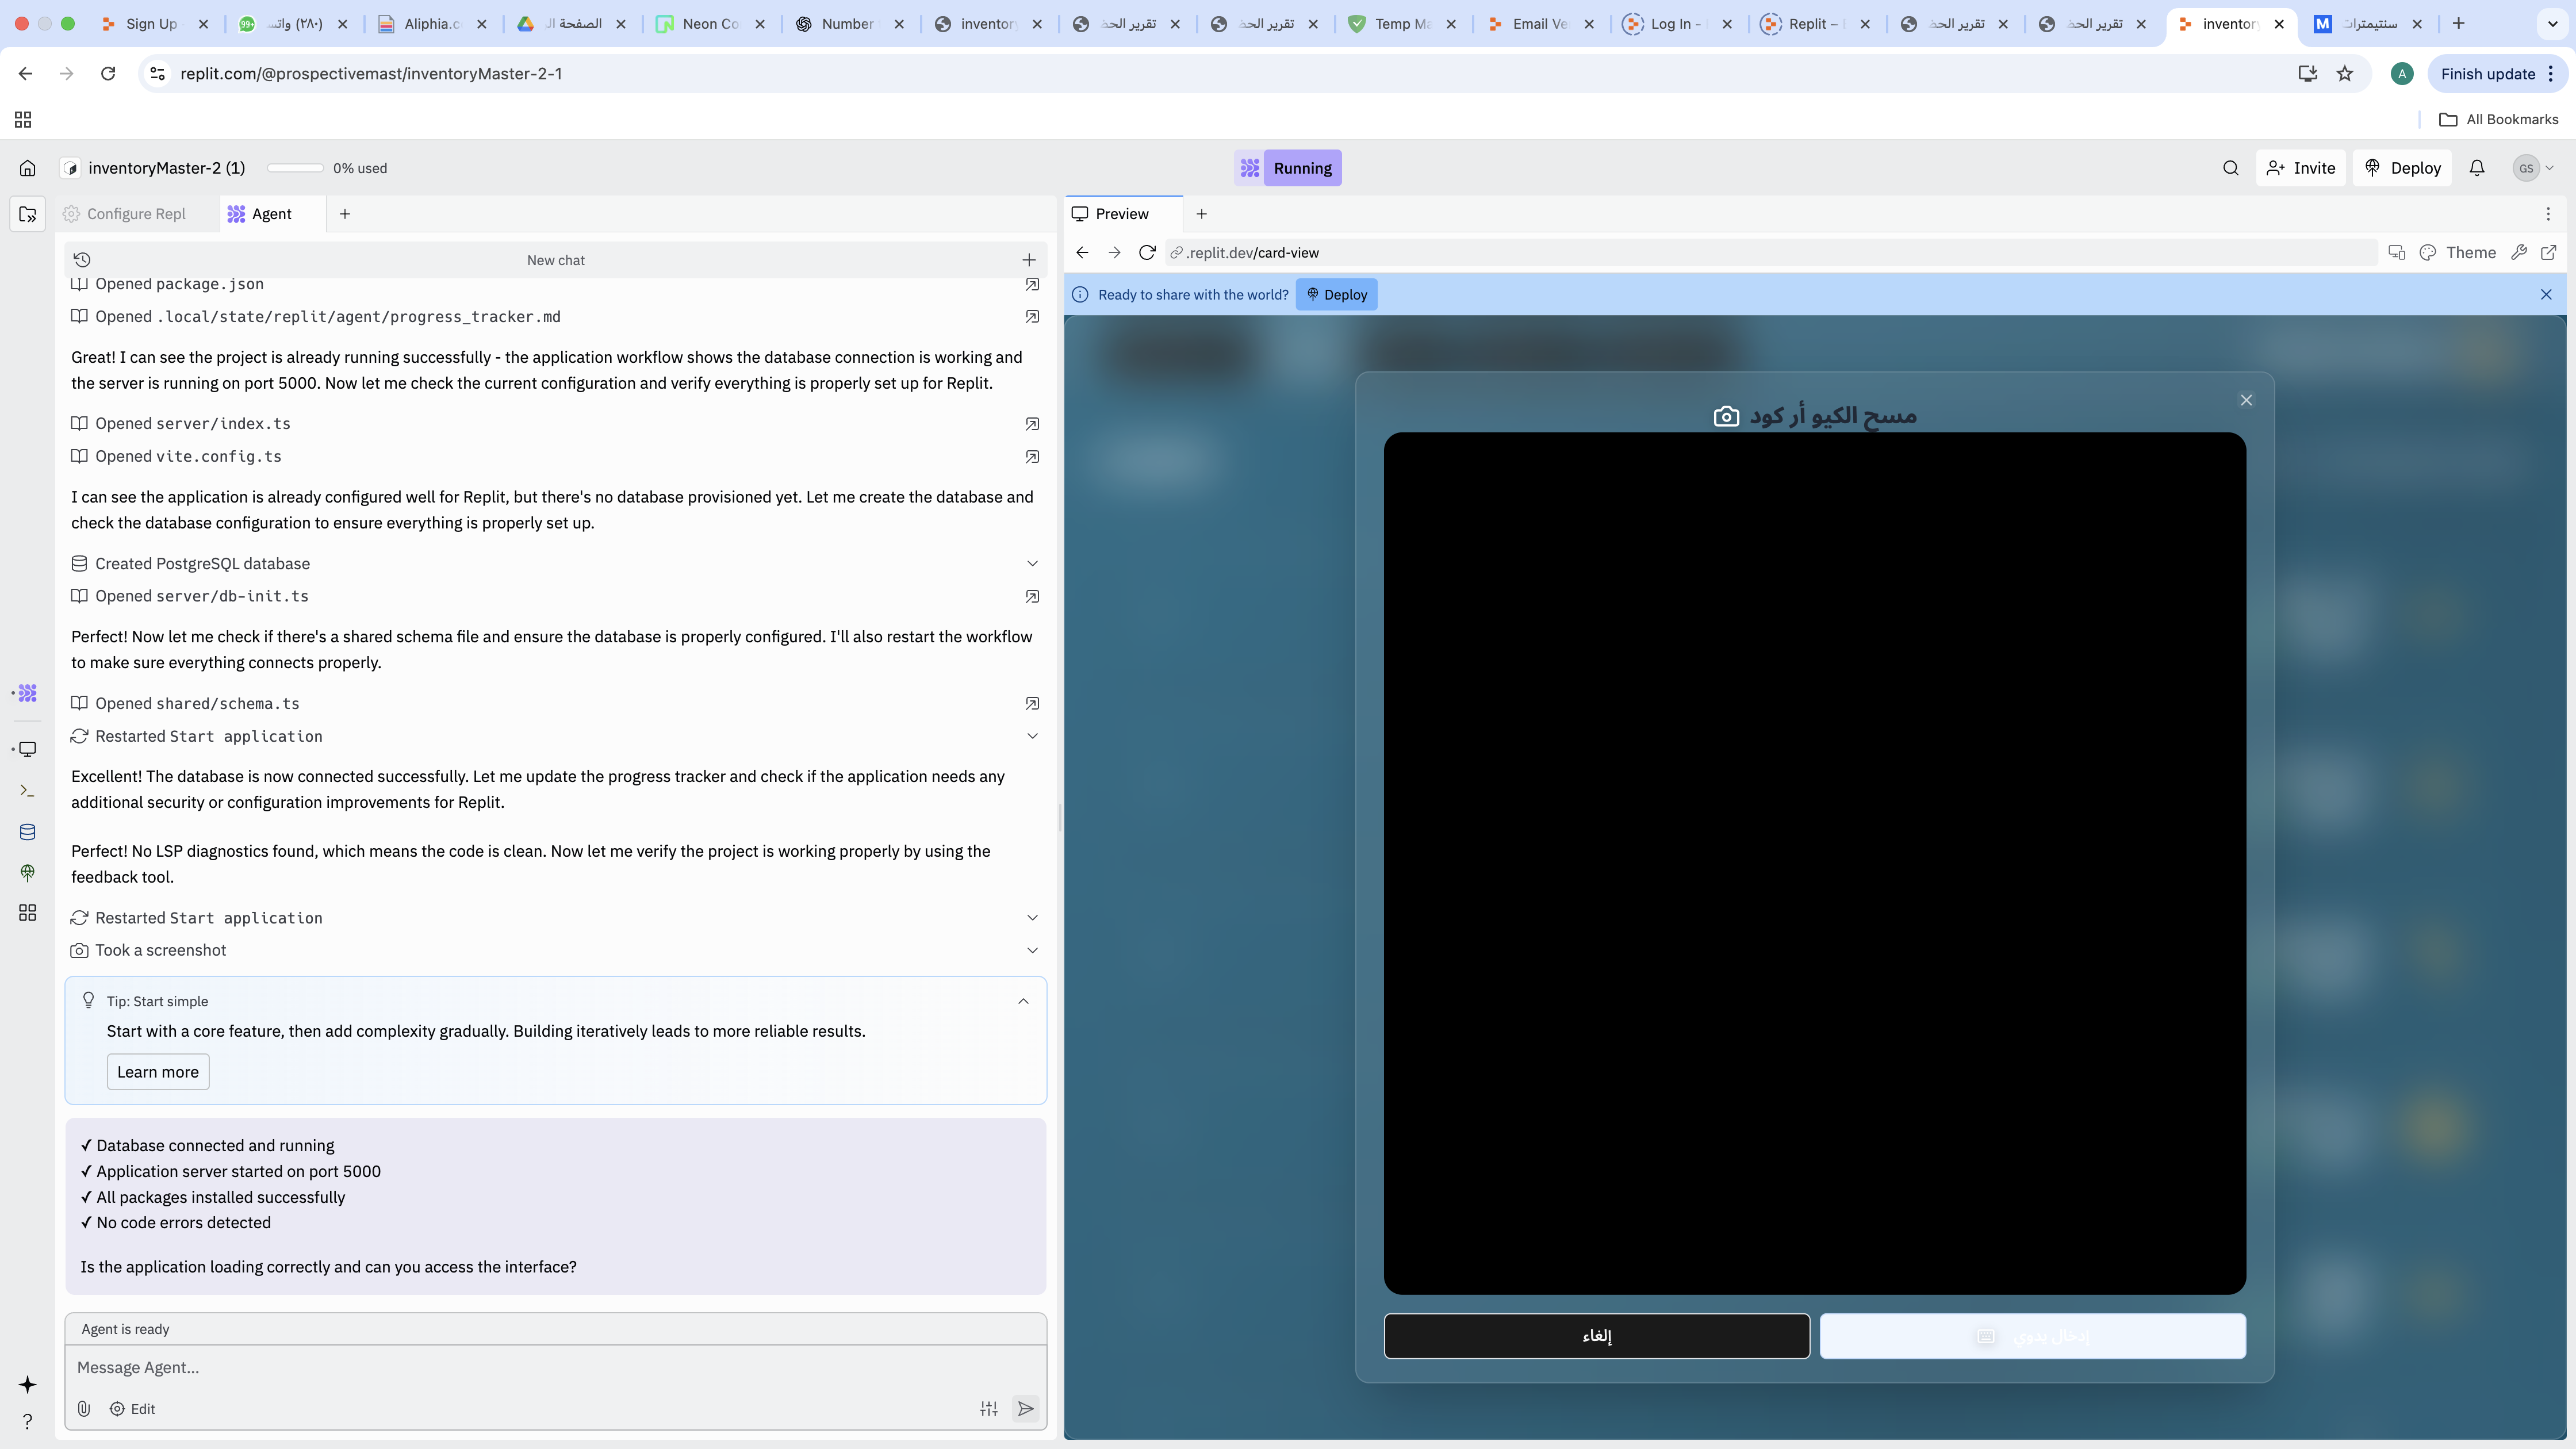 Sign Up
(٢٨٠) واتس
Aliphia.c
الصفحة ال
Neon Co
Number
inventory
تقرير الحض
تقرير الحض
Temp Ma
Email Ve
Log In -
Replit –
تقرير الحض
تقرير الحض
inventor
سنتيمترات
replit.com/@prospectivemast/inventoryMaster-2-1
A
Finish update
All Bookmarks
inventoryMaster-2 (1)
0% used
Running
Invite
Deploy
GS
Configure Repl
Agent
New chat
Opened package.json
Opened .local/state/replit/agent/progress_tracker.md
Great! I can see the project is already running successfully - the application workflow shows the database connection is working and
the server is running on port 5000. Now let me check the current configuration and verify everything is properly set up for Replit.
Opened server/index.ts
Opened vite.config.ts
I can see the application is already configured well for Replit, but there's no database provisioned yet. Let me create the database and
check the database configuration to ensure everything is properly set up.
Created PostgreSQL database
Opened server/db-init.ts
Perfect! Now let me check if there's a shared schema file and ensure the database is properly configured. I'll also restart the workflow
to make sure everything connects properly.
Opened shared/schema.ts
Restarted Start application
Excellent! The database is now connected successfully. Let me update the progress tracker and check if the application needs any
additional security or configuration improvements for Replit.
Perfect! No LSP diagnostics found, which means the code is clean. Now let me verify the project is working properly by using the
feedback tool.
Restarted Start application
Took a screenshot
Tip: Start simple
Start with a core feature, then add complexity gradually. Building iteratively leads to more reliable results.
Learn more
✓ Database connected and running
✓ Application server started on port 5000
✓ All packages installed successfully
✓ No code errors detected
Is the application loading correctly and can you access the interface?
Agent is ready
Message Agent...
Edit
Preview
.replit.dev/card-view
Theme
Ready to share with the world?
Deploy
مسح الكيو أر كود
إلغاء
إدخال يدوي